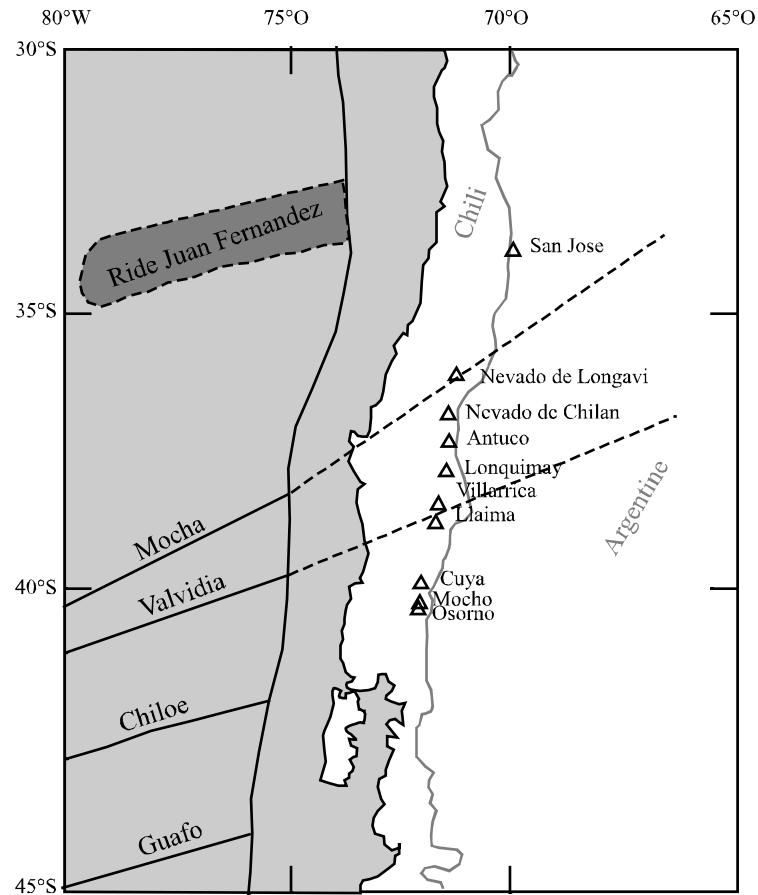 80°W 75°O 70°O 65°O
30°S
Chili
Ride Juan Fernandez
San Jose
35°S
Nevado de Longavi
Nevado de Chilan
Antuco
Lonquimay
Villarrica
Llaima
Argentine
Mocha
Valvidia
40°S
Cuya
Mocho
Osorno
Chiloe
Guafo
45°S